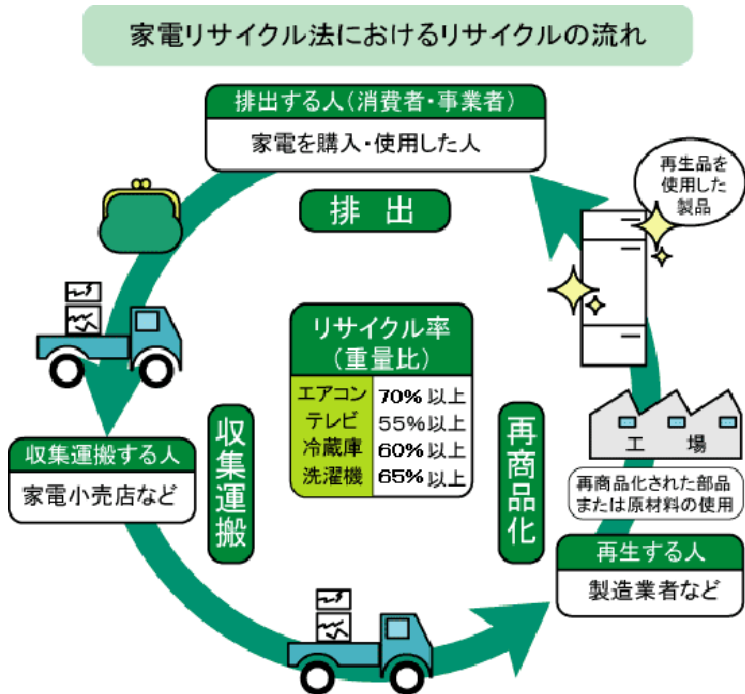 家電リサイクル法におけるリサイクルの流れ
排出する人(消費者・事業者)
家電を購入・使用した人
排出
再生品を
使用した
製品
リサイクル率
(重量比)
エアコン 70%以上
テレビ 55%以上
冷蔵庫 60%以上
洗濯機 65%以上
収集運搬する人
家電小売店など
収集運搬
再商品化
工場
再商品化された部品
または原材料の使用
再生する人
製造業者など